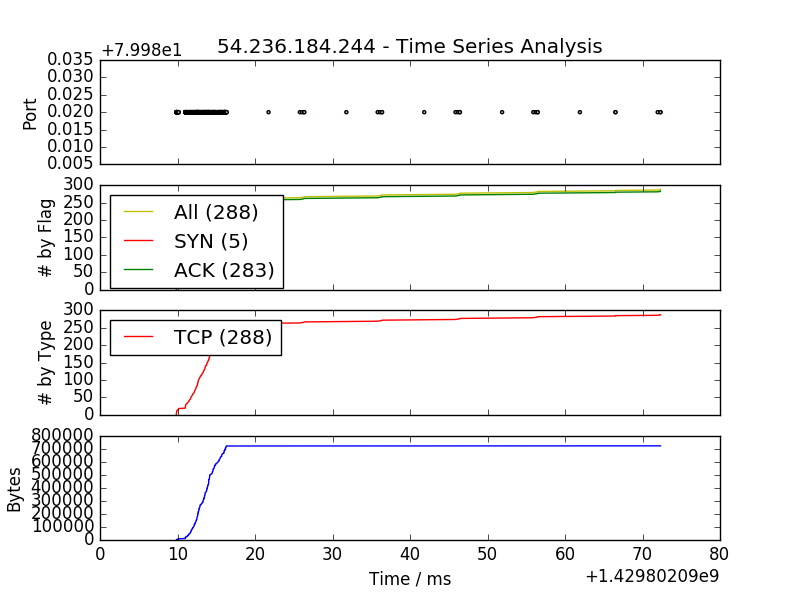 +7.998e1
54.236.184.244 - Time Series Analysis
0.035
0.030
0.025
0.020
0.015
0.010
0.005
Port
300
250
200
150
100
50
0
# by Flag
All (288)
SYN (5)
ACK (283)
300
250
200
150
100
50
0
# by Type
TCP (288)
800000
700000
600000
500000
400000
300000
200000
100000
0
Bytes
0 10 20 30 40 50 60 70 80
Time / ms
+1.42980209e9